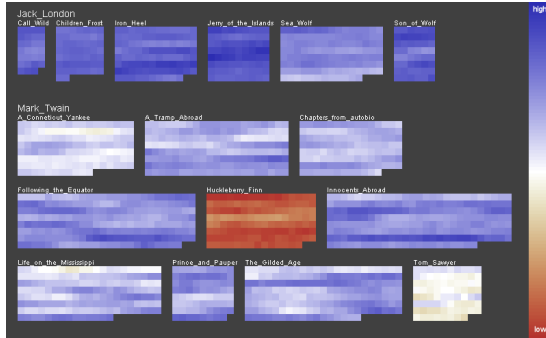 Jack_London
high
Call_Wild Children_Frost Iron_Heel Jerry_of_the_Islands Sea_Wolf Son_of_Wolf
Mark_Twain
A_Conneticut_Yankee A_Tramp_Abroad Chapters_from_autobio
Following_the_Equator Huckleberry_Finn Innocents_Abroad
Life_on_the_Mississippi Prince_and_Pauper The_Gilded_Age Tom_Sawyer
low